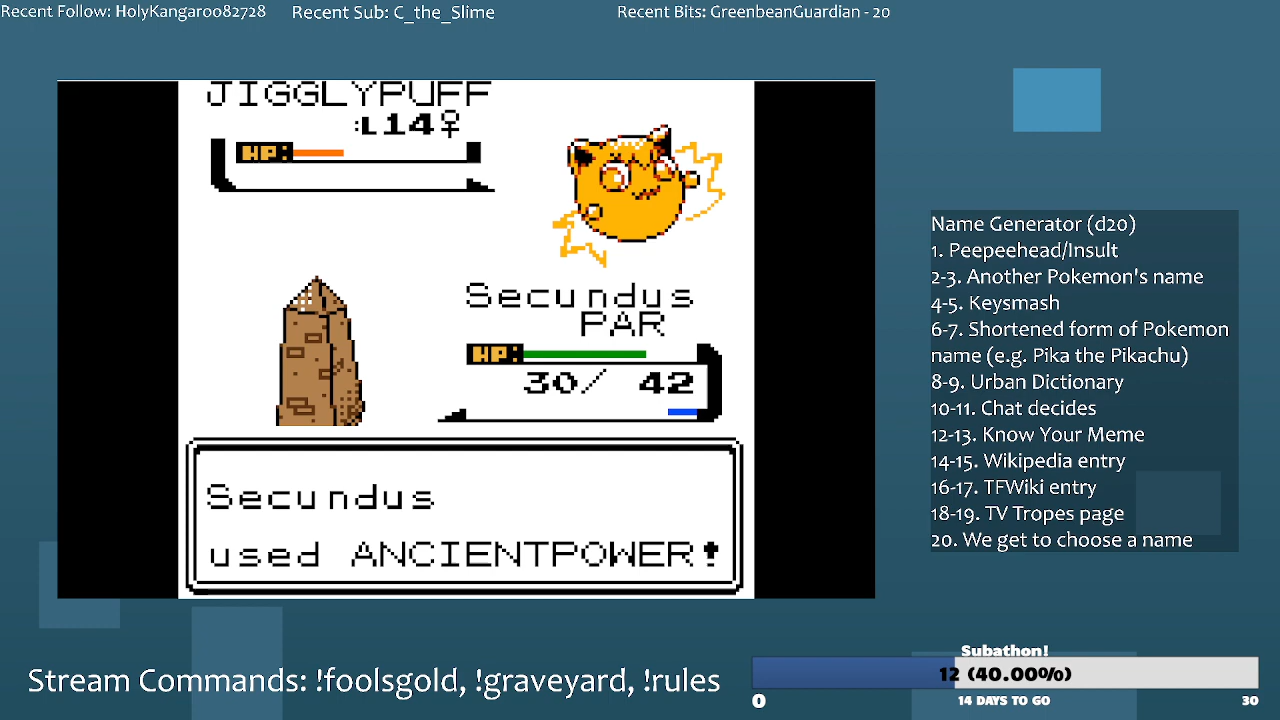 Recent Follow: HolyKangaroo82728
Recent Sub: C_the_Slime
Recent Bits: GreenbeanGuardian - 20
JIGGLYPUFF
:L14♀
HP:
Secundus
PAR
HP:
30/ 42
Secundus
used ANCIENTPOWER!
Name Generator (d20)
1. Peepeehead/Insult
2-3. Another Pokemon's name
4-5. Keysmash
6-7. Shortened form of Pokemon
name (e.g. Pika the Pikachu)
8-9. Urban Dictionary
10-11. Chat decides
12-13. Know Your Meme
14-15. Wikipedia entry
16-17. TFWiki entry
18-19. TV Tropes page
20. We get to choose a name
Stream Commands: !foolsgold, !graveyard, !rules
Subathon!
12 (40.00%)
0
14 DAYS TO GO
30